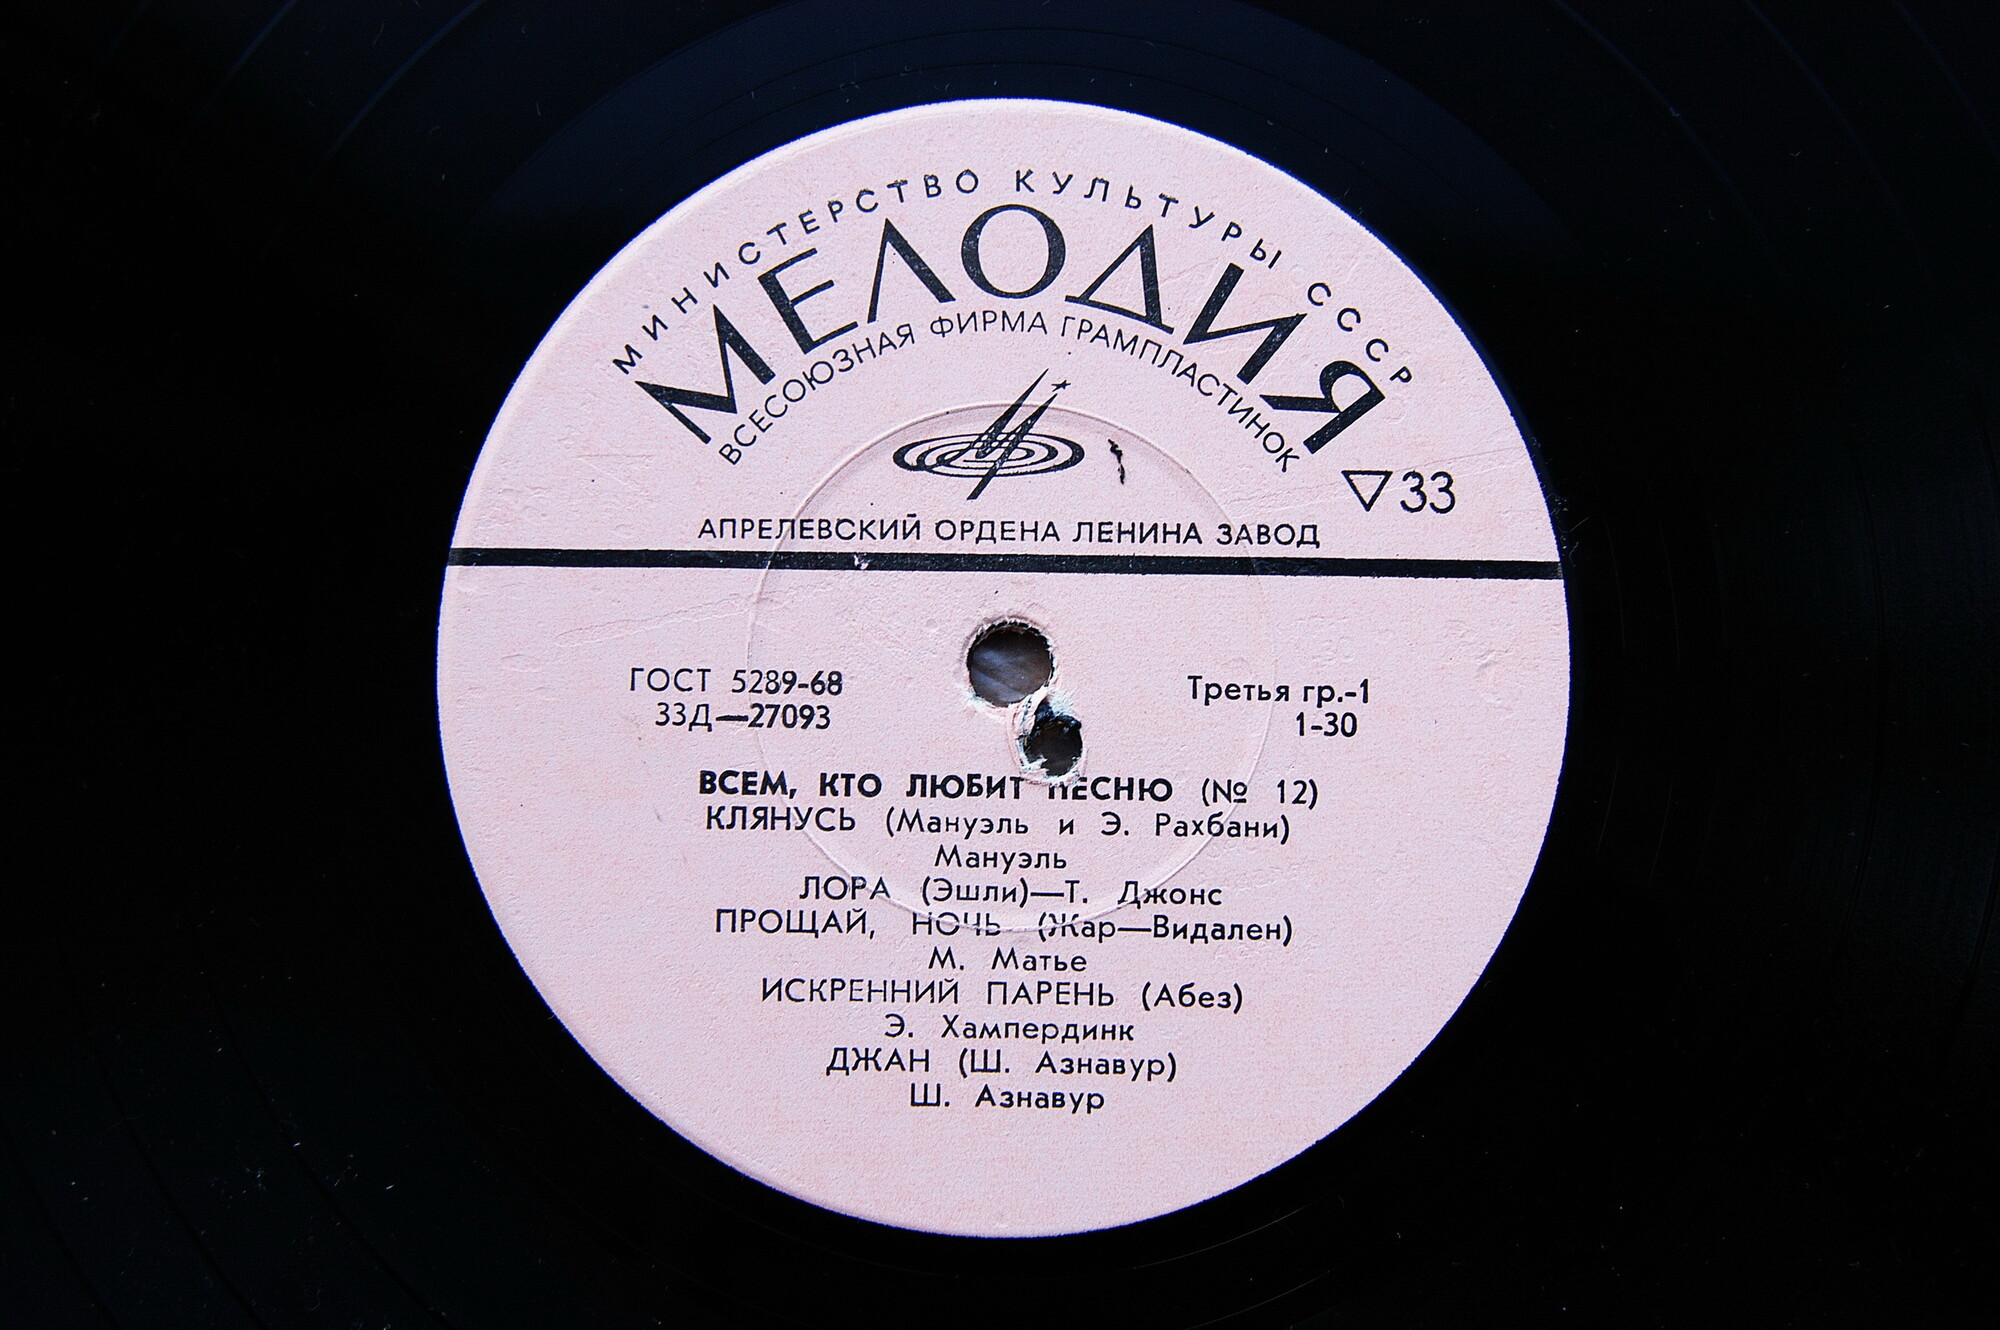 МИНИСТЕРСТВО КУЛЬТУРЫ СССР
МЕЛОДИЯ
ВСЕСОЮЗНАЯ ФИРМА ГРАМПЛАСТИНОК
33
АПРЕЛЕВСКИЙ ОРДЕНА ЛЕНИНА ЗАВОД
ГОСТ 5289-68
33Д—27093
Третья гр.-1
1-30
ВСЕМ, КТО ЛЮБИТ ПЕСНЮ (№ 12)
КЛЯНУСЬ (Мануэль и Э. Рахбани)
Мануэль
ЛОРА (Эшли)—Т. Джонс
ПРОЩАЙ, НОЧЬ (Жар—Видален)
М. Матье
ИСКРЕННИЙ ПАРЕНЬ (Абез)
Э. Хампердинк
ДЖАН (Ш. Азнавур)
Ш. Азнавур